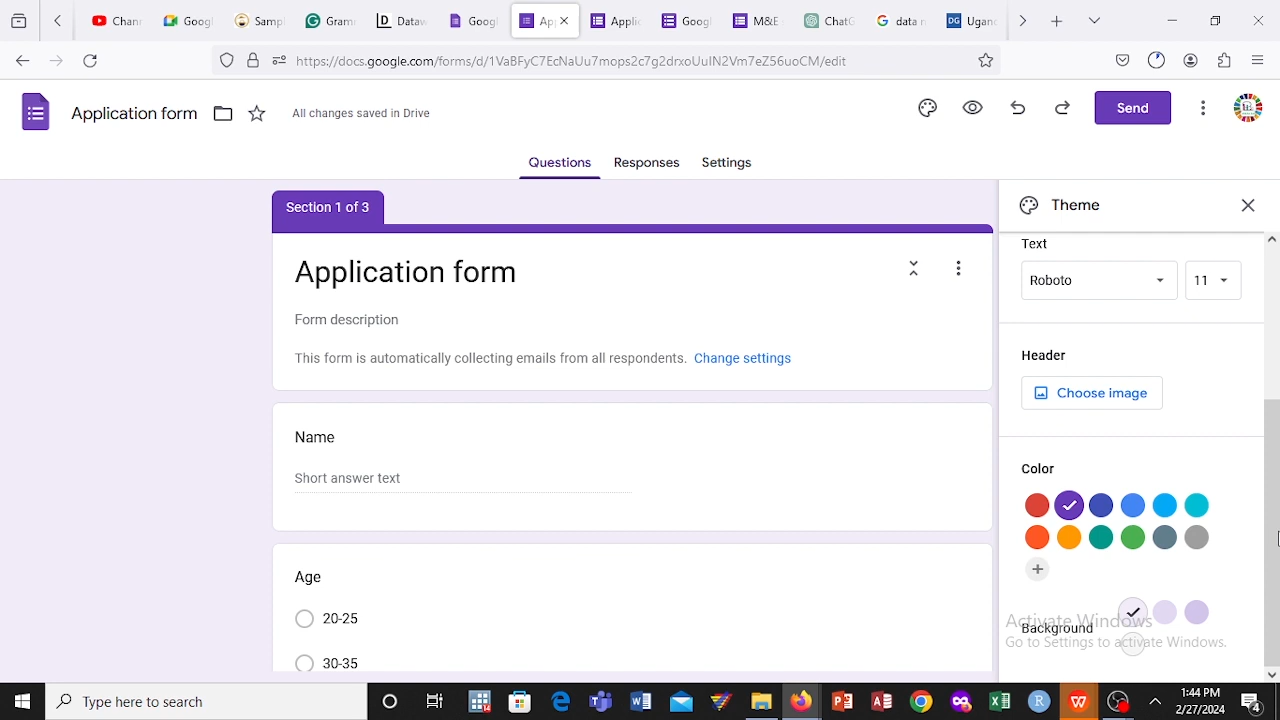 Chann
Googl
Sampl
Gram
Dataw
Googl
Ap
Applic
Googl
M&E
ChatG
data r
Ugan
https://docs.google.com/forms/d/1VaBFyC7EcNaUu7mops2c7g2drxoUuIN2Vm7eZ56uoCM/edit
Application form
All changes saved in Drive
Send
Questions
Responses
Settings
Section 1 of 3
Application form
Form description
This form is automatically collecting emails from all respondents. Change settings
Name
Short answer text
Age
20-25
30-35
Theme
Text
Roboto
11
Header
Choose image
Color
Background
Activate Windows
Go to Settings to activate Windows.
Type here to search
1:44 PM
2/27/2024
4